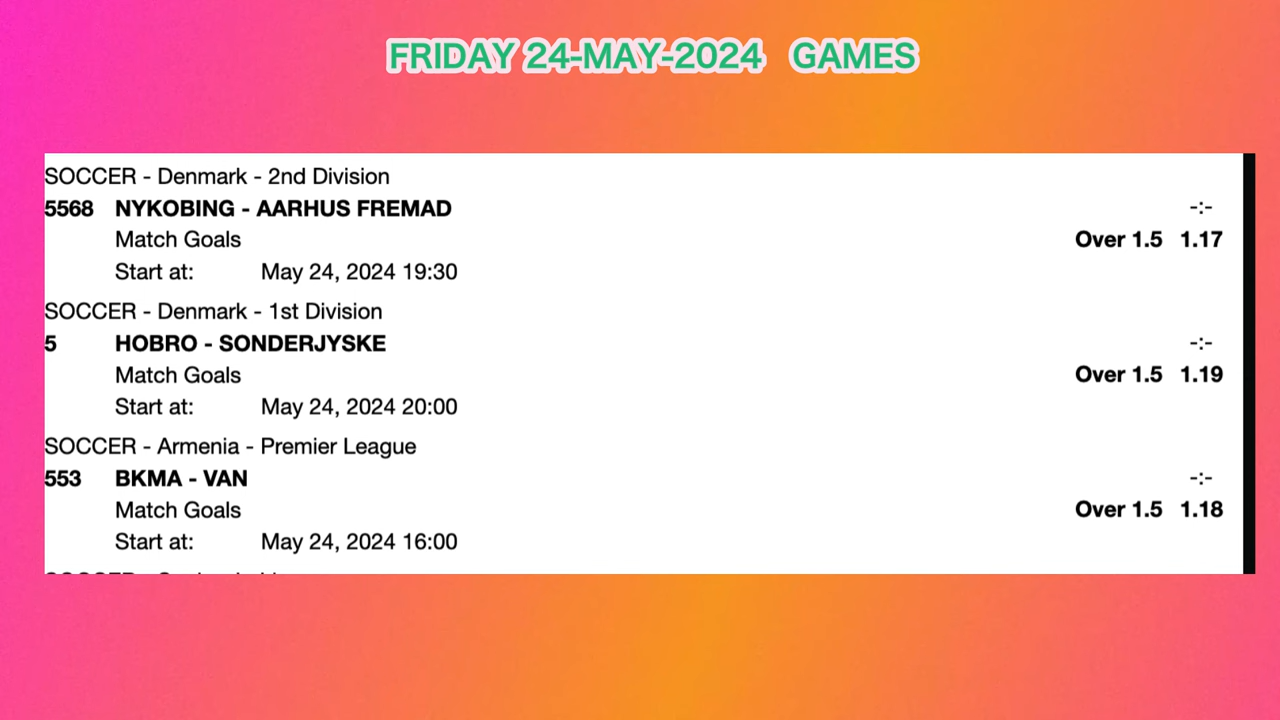 FRIDAY 24-MAY-2024 GAMES
SOCCER - Denmark - 2nd Division
5568 NYKOBING - AARHUS FREMAD -:-
Match Goals Over 1.5 1.17
Start at: May 24, 2024 19:30
SOCCER - Denmark - 1st Division
5 HOBRO - SONDERJYSKE -:-
Match Goals Over 1.5 1.19
Start at: May 24, 2024 20:00
SOCCER - Armenia - Premier League
553 BKMA - VAN -:-
Match Goals Over 1.5 1.18
Start at: May 24, 2024 16:00